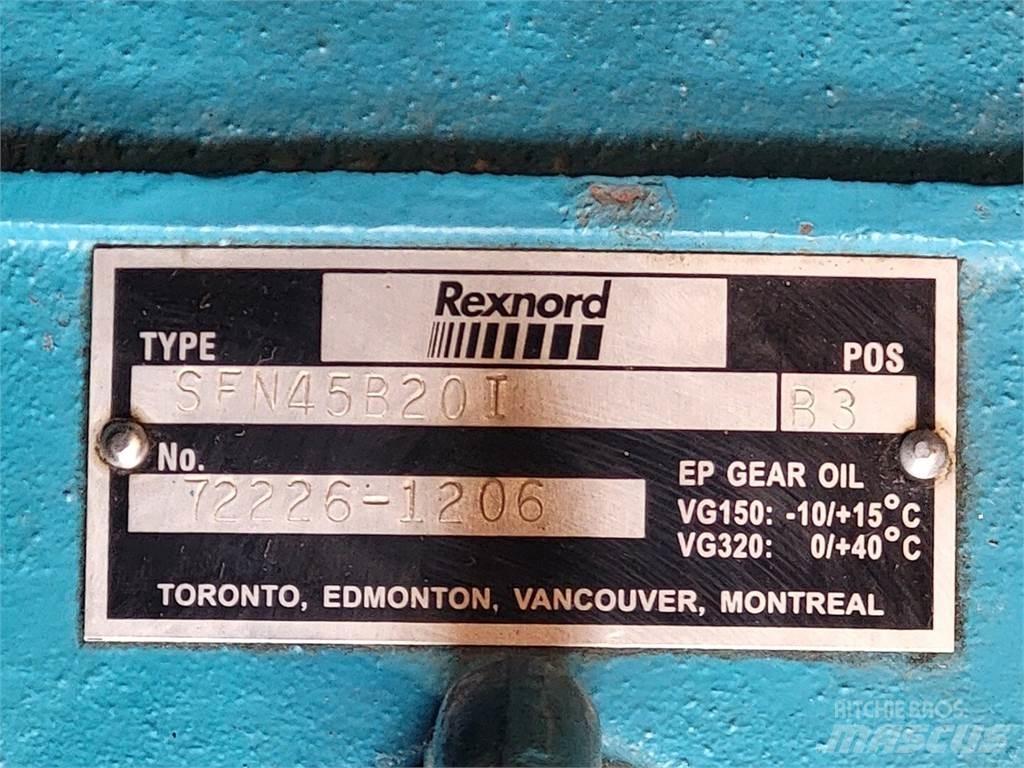 Rexnord
TYPE POS
SFN45B20I B3
No.
72226-1206
EP GEAR OIL
VG150: -10/+15°C
VG320: 0/+40°C
TORONTO, EDMONTON, VANCOUVER, MONTREAL
RITCHIE BROS.
MASCUS